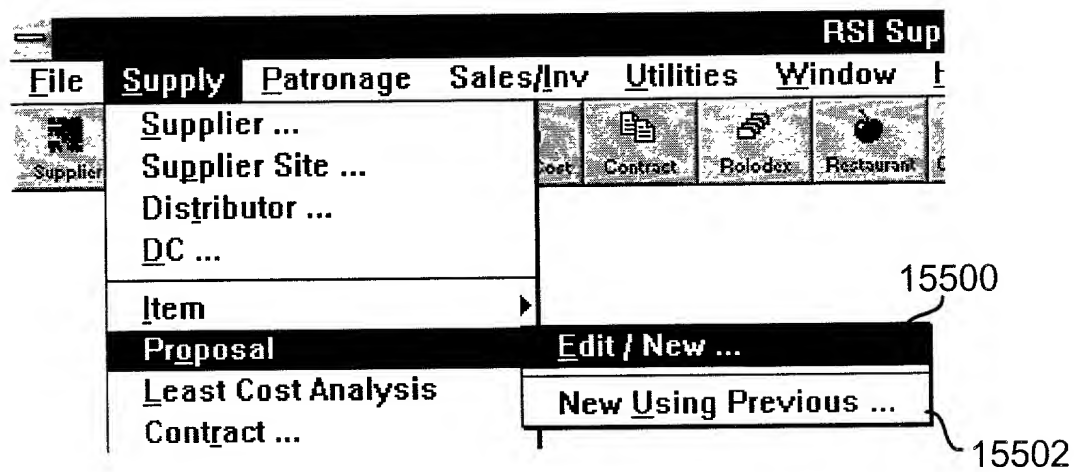 RSI Sup
File Supply Patronage Sales/Inv Utilities Window
Supplier Cost Contract Rolodex Restaurant
Supplier ...
Supplier Site ...
Distributor ...
DC ...
15500
Item
Proposal Edit / New ...
Least Cost Analysis New Using Previous ...
Contract ...
15502